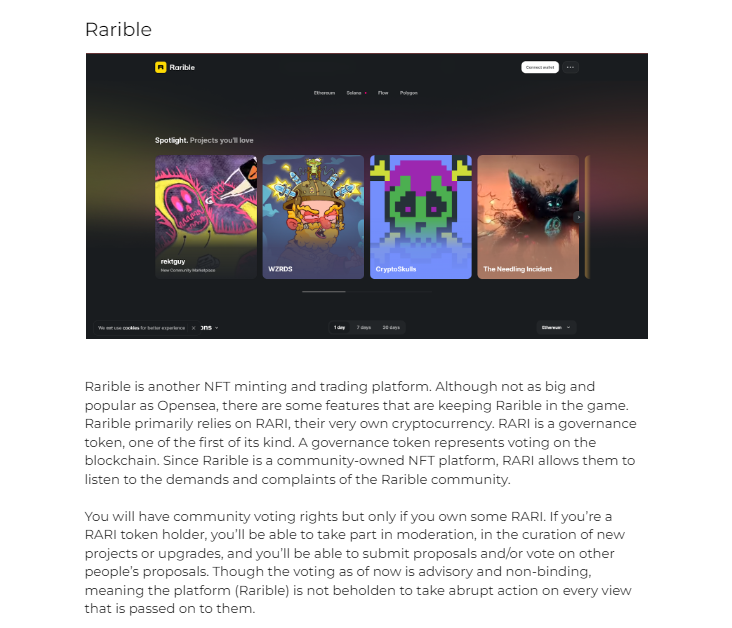 Rarible
Rarible
Connect wallet
Ethereum Solana Flow Polygon
Spotlight. Projects you'll love
rektguy
New Community Marketplace
WZRDS
CryptoSkulls
The Needling Incident
We use cookies for better experience
ons
1 day 7 days 30 days
Ethereum
Rarible is another NFT minting and trading platform. Although not as big and
popular as Opensea, there are some features that are keeping Rarible in the game.
Rarible primarily relies on RARI, their very own cryptocurrency. RARI is a governance
token, one of the first of its kind. A governance token represents voting on the
blockchain. Since Rarible is a community-owned NFT platform, RARI allows them to
listen to the demands and complaints of the Rarible community.
You will have community voting rights but only if you own some RARI. If you're a
RARI token holder, you'll be able to take part in moderation, in the curation of new
projects or upgrades, and you'll be able to submit proposals and/or vote on other
people's proposals. Though the voting as of now is advisory and non-binding,
meaning the platform (Rarible) is not beholden to take abrupt action on every view
that is passed on to them.